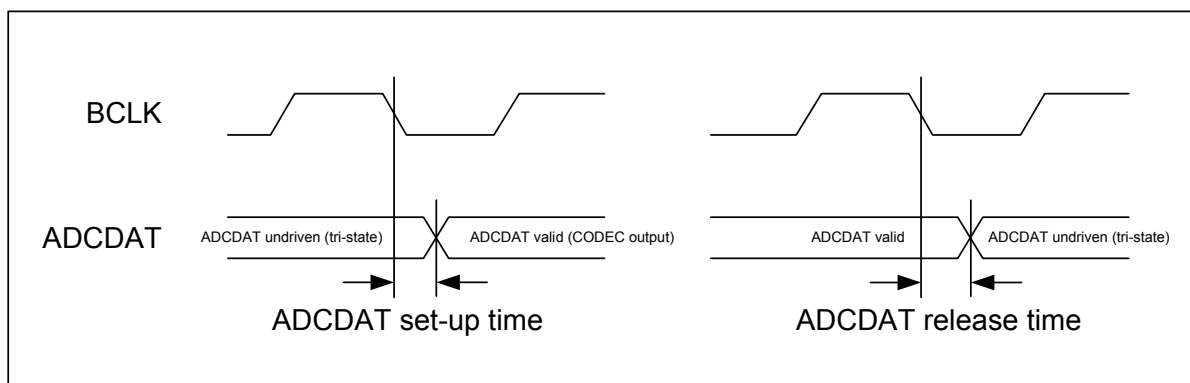 BCLK
ADCDAT
ADCDAT undriven (tri-state)
ADCDAT valid (CODEC output)
ADCDAT set-up time
ADCDAT valid
ADCDAT undriven (tri-state)
ADCDAT release time